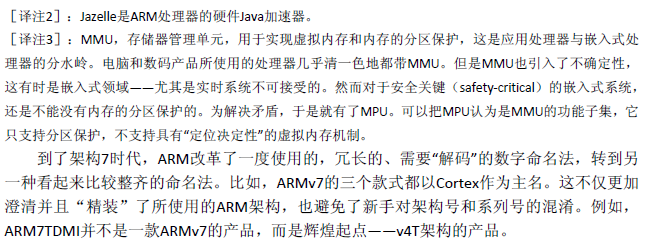 [译注2]：Jazelle是ARM处理器的硬件Java加速器。
[译注3]：MMU，存储器管理单元，用于实现虚拟内存和内存的分区保护，这是应用处理器与嵌入式处
理器的分水岭。电脑和数码产品所使用的处理器几乎清一色地都带MMU。但是MMU也引入了不确定性，
这有时是嵌入式领域——尤其是实时系统不可接受的。然而对于安全关键（safety-critical）的嵌入式系统，
还是不能没有内存的分区保护的。为解决矛盾，于是就有了MPU。可以把MPU认为是MMU的功能子集，它
只支持分区保护，不支持具有“定位决定性”的虚拟内存机制。
到了架构7时代，ARM改革了一度使用的，冗长的、需要“解码”的数字命名法，转到另
一种看起来比较整齐的命名法。比如，ARMv7的三个款式都以Cortex作为主名。这不仅更加
澄清并且“精装”了所使用的ARM架构，也避免了新手对架构号和系列号的混淆。例如，
ARM7TDMI并不是一款ARMv7的产品，而是辉煌起点——v4T架构的产品。